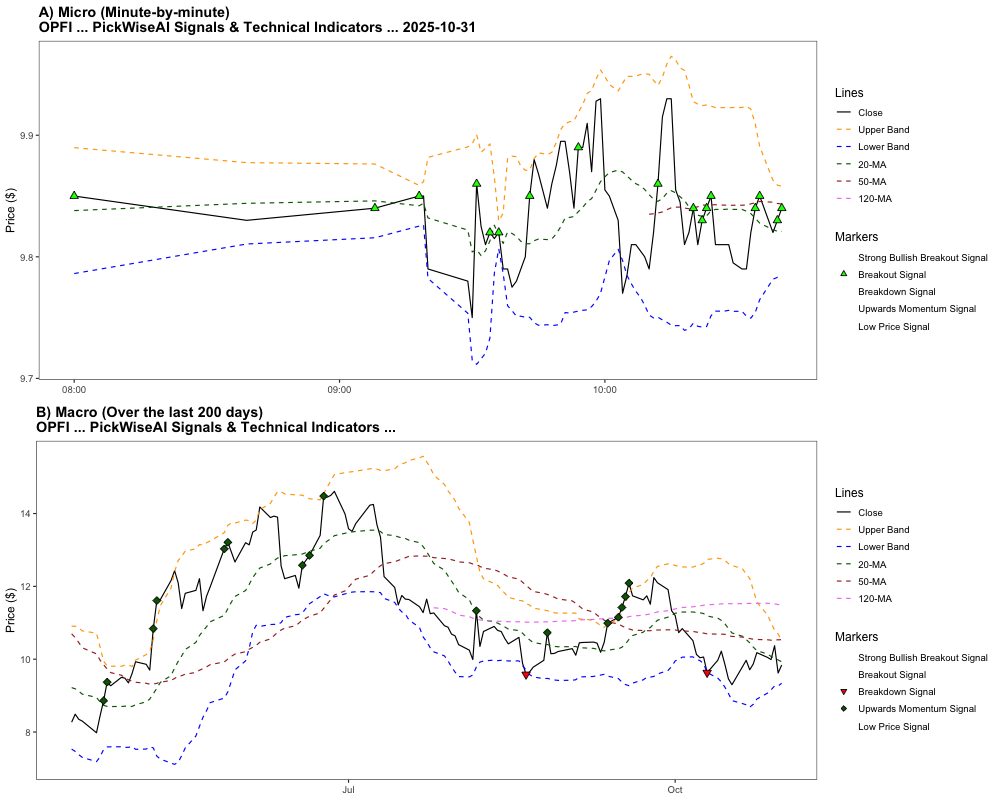 A) Micro (Minute-by-minute)
OPFI ... PickWiseAI Signals & Technical Indicators ... 2025-10-31
Price ($)
9.9
9.8
9.7
08:00
09:00
10:00
Lines
Close
Upper Band
Lower Band
20-MA
50-MA
120-MA
Markers
Strong Bullish Breakout Signal
Breakout Signal
Breakdown Signal
Upwards Momentum Signal
Low Price Signal
B) Macro (Over the last 200 days)
OPFI ... PickWiseAI Signals & Technical Indicators ...
Price ($)
14
12
10
8
Jul
Oct
Lines
Close
Upper Band
Lower Band
20-MA
50-MA
120-MA
Markers
Strong Bullish Breakout Signal
Breakout Signal
Breakdown Signal
Upwards Momentum Signal
Low Price Signal